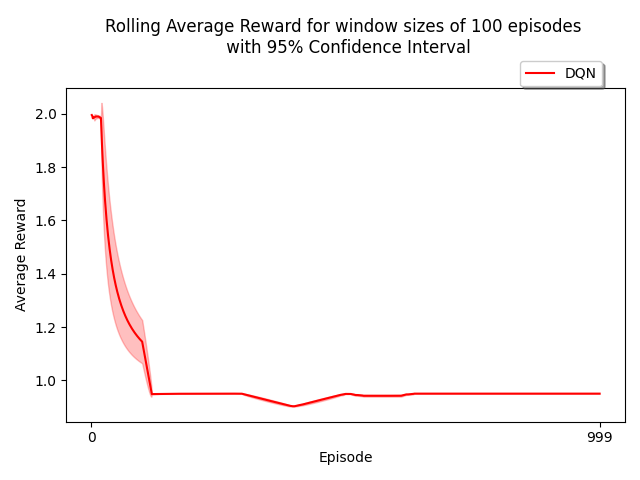 Rolling Average Reward for window sizes of 100 episodes
with 95% Confidence Interval
DQN
2.0
1.8
1.6
1.4
1.2
1.0
Average Reward
0
999
Episode